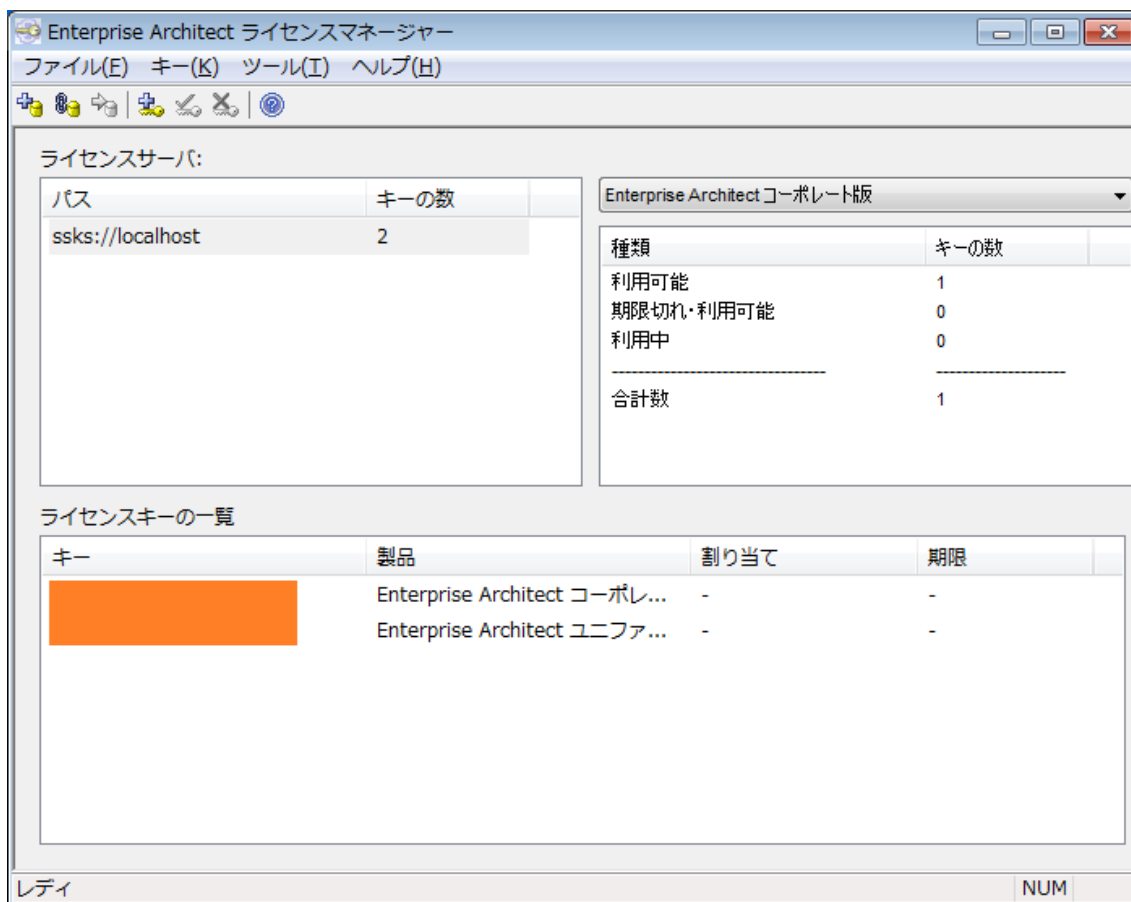 Enterprise Architect ライセンスマネージャー
ファイル(F) キー(K) ツール(T) ヘルプ(H)
ライセンスサーバ:
パス キーの数
ssks://localhost 2
Enterprise Architect コーポレート版
種類 キーの数
利用可能 1
期限切れ・利用可能 0
利用中 0
-------------------------------- --------------------
合計数 1
ライセンスキーの一覧
キー 製品 割り当て 期限
Enterprise Architect コーポレ... - -
Enterprise Architect ユニファ... - -
レディ NUM